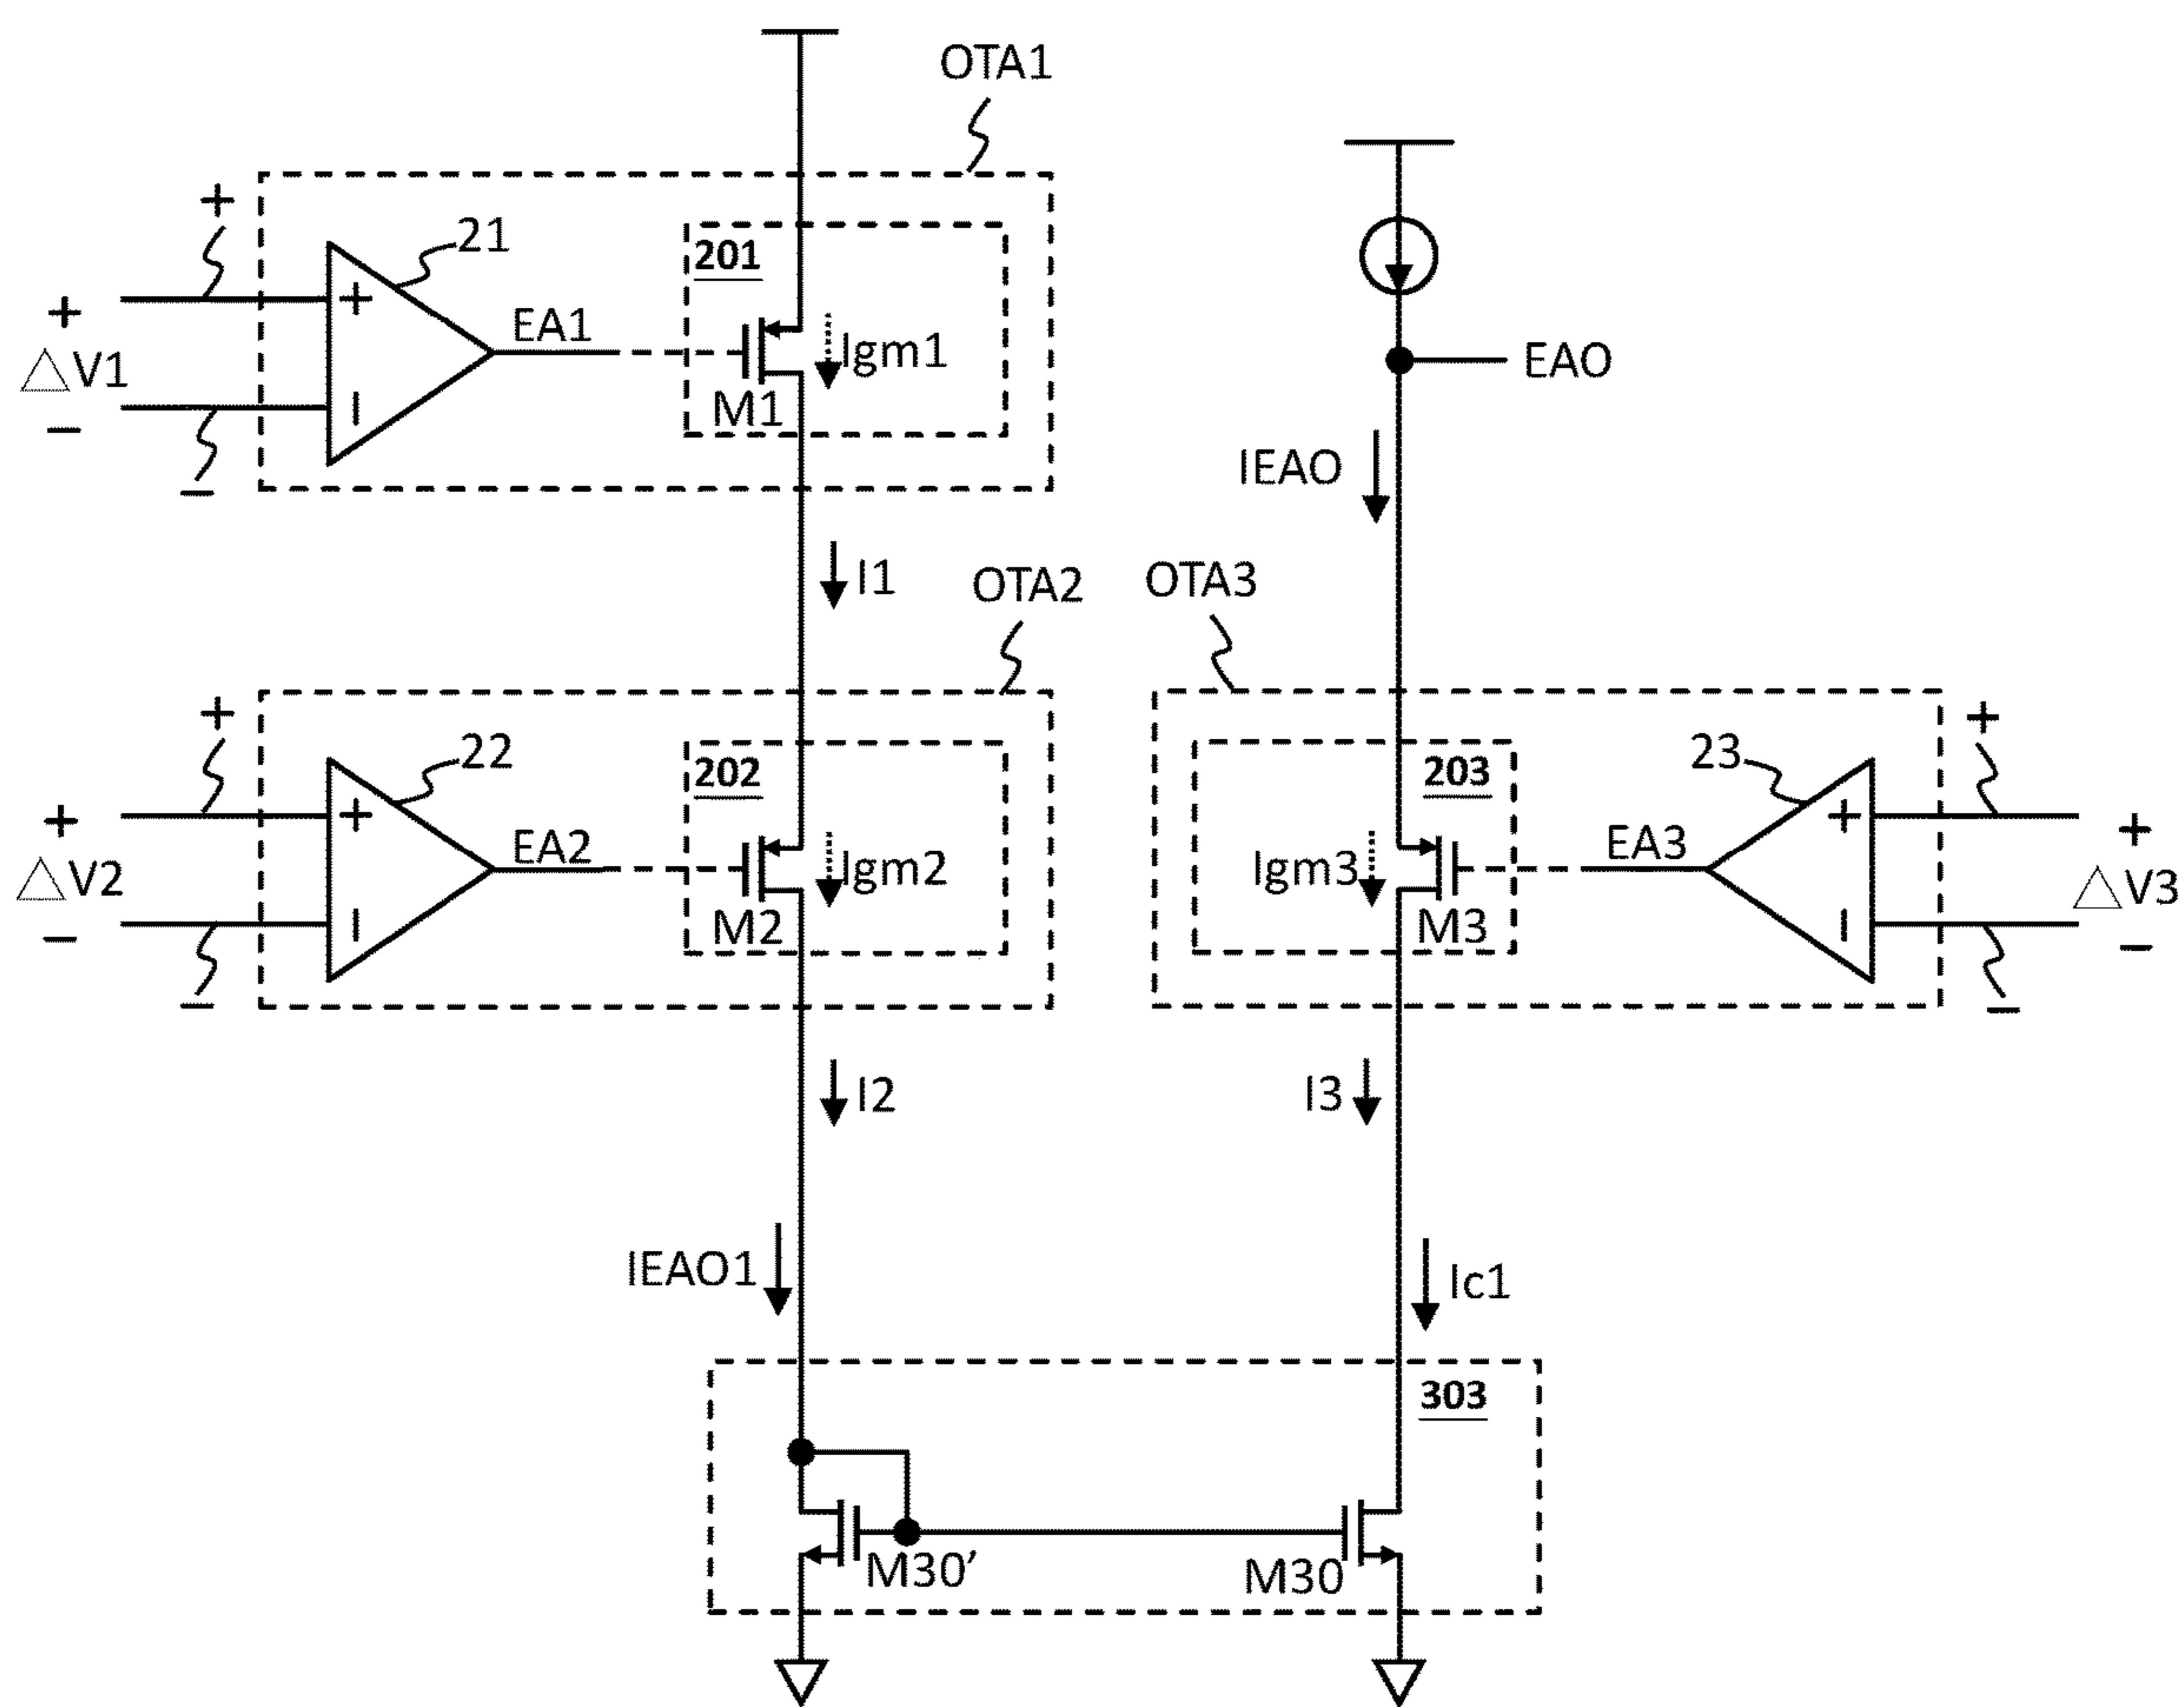 OTA1
+
21
201
+
△V1
−
+
−
EA1
Igm1
M1
−
EAO
IEAO
I1
OTA2
OTA3
+
22
202
+
△V2
−
+
−
EA2
Igm2
M2
−
203
23
+
Igm3
EA3
+
−
+
△V3
−
M3
−
I2
I3
IEAO1
Ic1
303
M30’
M30